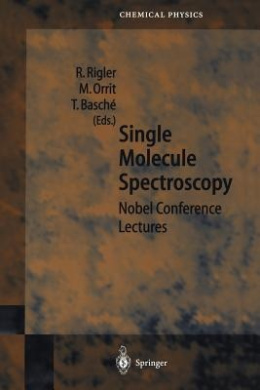 CHEMICAL PHYSICS
R. Rigler
M. Orrit
T. Basché
(Eds.)
Single
Molecule
Spectroscopy
Nobel Conference
Lectures
Springer